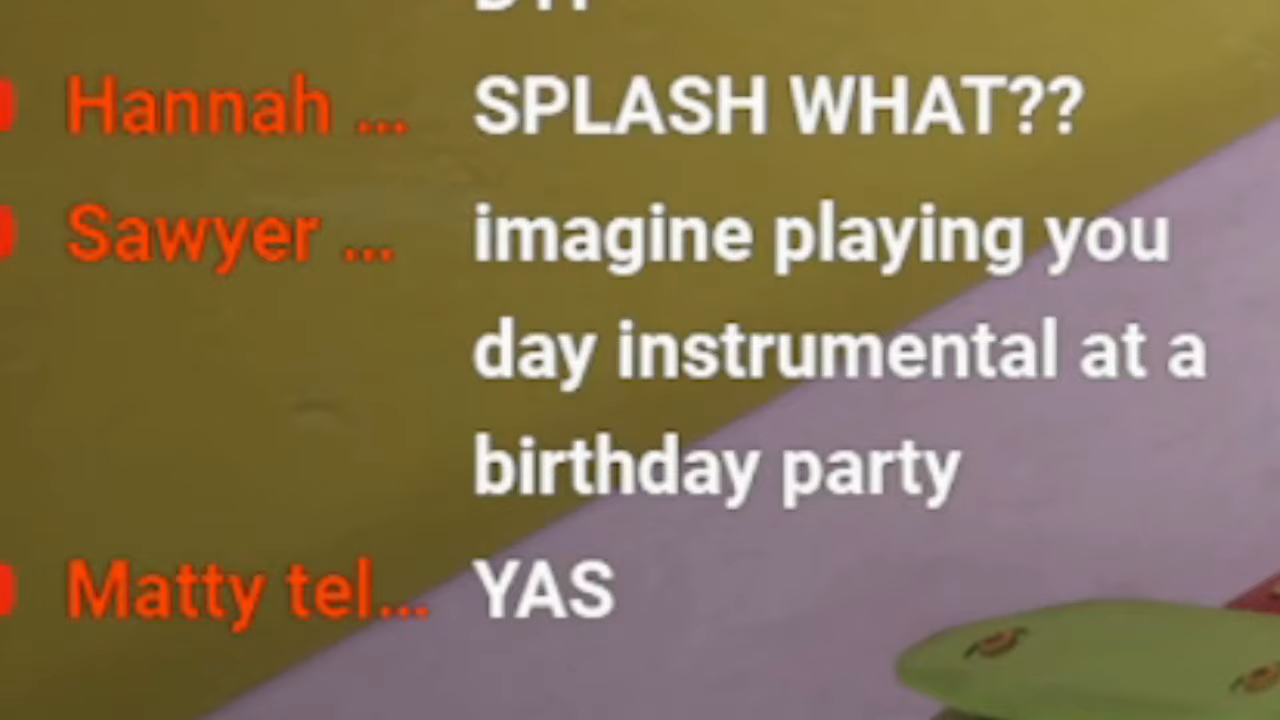 Hannah ... SPLASH WHAT??
Sawyer ... imagine playing you
day instrumental at a
birthday party
Matty tel... YAS